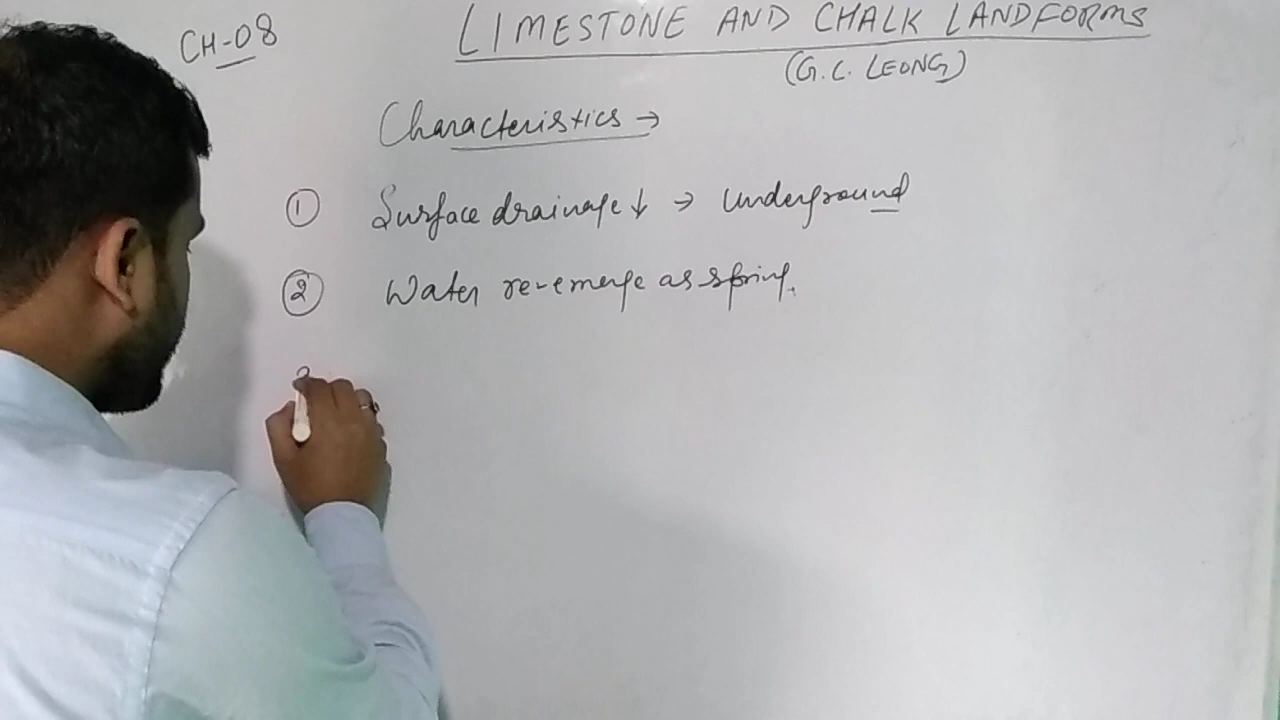 CH-08
LIMESTONE AND CHALK LANDFORMS
(G.C. LEONG)
Characteristics →
① Surface drainage ↓ → Underground
② Water re-emerge as spring.